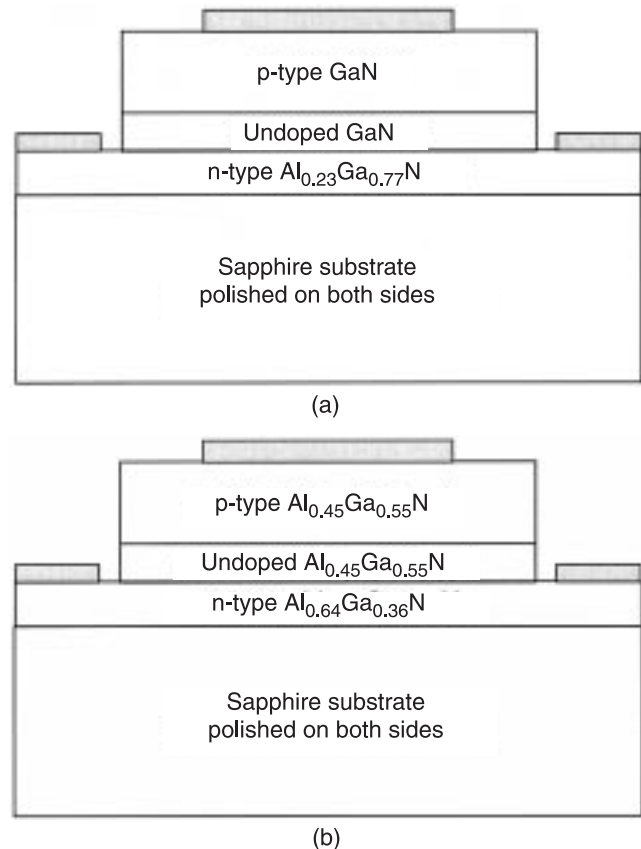 p-type GaN
Undoped GaN
n-type Al₀.₂₃Ga₀.₇₇N
Sapphire substrate
polished on both sides
(a)
p-type Al₀.₄₅Ga₀.₅₅N
Undoped Al₀.₄₅Ga₀.₅₅N
n-type Al₀.₆₄Ga₀.₃₆N
Sapphire substrate
polished on both sides
(b)